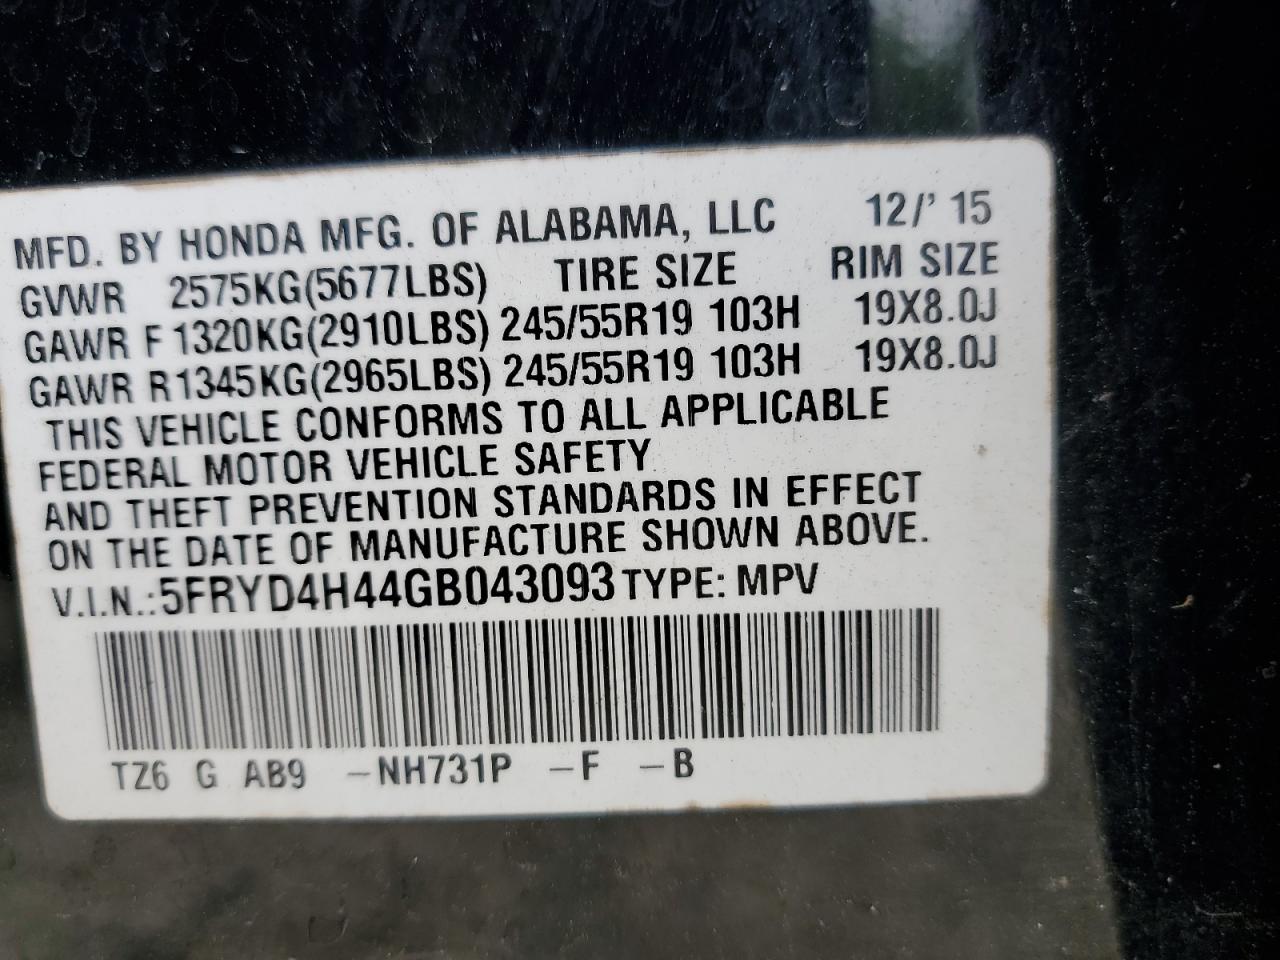 MFD. BY HONDA MFG. OF ALABAMA, LLC 12/' 15
GVWR 2575KG(5677LBS) TIRE SIZE RIM SIZE
GAWR F 1320KG(2910LBS) 245/55R19 103H 19X8.0J
GAWR R1345KG(2965LBS) 245/55R19 103H 19X8.0J
THIS VEHICLE CONFORMS TO ALL APPLICABLE
FEDERAL MOTOR VEHICLE SAFETY
AND THEFT PREVENTION STANDARDS IN EFFECT
ON THE DATE OF MANUFACTURE SHOWN ABOVE.
V.I.N.:5FRYD4H44GB043093 TYPE: MPV
TZ6 G AB9 -NH731P -F -B